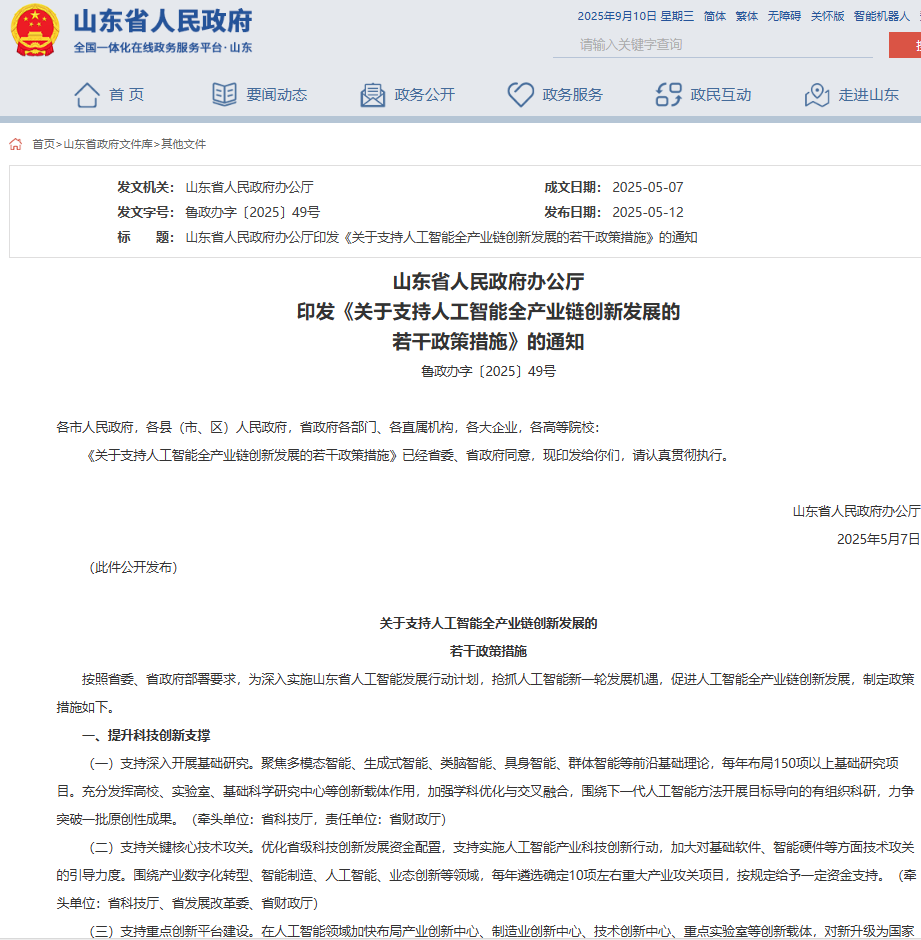 山东省人民政府
全国一体化在线政务服务平台·山东
2025年9月10日 星期三 简体 繁体 无障碍 关怀版 智能机器人
请输入关键字查询
首 页 要闻动态 政务公开 政务服务 政民互动 走进山东
首页>山东省政府文件库>其他文件
发文机关： 山东省人民政府办公厅 成文日期： 2025-05-07
发文字号： 鲁政办字〔2025〕49号 发布日期： 2025-05-12
标 题： 山东省人民政府办公厅印发《关于支持人工智能全产业链创新发展的若干政策措施》的通知
山东省人民政府办公厅
印发《关于支持人工智能全产业链创新发展的
若干政策措施》的通知
鲁政办字〔2025〕49号
各市人民政府，各县（市、区）人民政府，省政府各部门、各直属机构，各大企业，各高等院校：
《关于支持人工智能全产业链创新发展的若干政策措施》已经省委、省政府同意，现印发给你们，请认真贯彻执行。
山东省人民政府办公厅
2025年5月7日
（此件公开发布）
关于支持人工智能全产业链创新发展的
若干政策措施
按照省委、省政府部署要求，为深入实施山东省人工智能发展行动计划，抢抓人工智能新一轮发展机遇，促进人工智能全产业链创新发展，制定政策
措施如下。
一、提升科技创新支撑
（一）支持深入开展基础研究。聚焦多模态智能、生成式智能、类脑智能、具身智能、群体智能等前沿基础理论，每年布局150项以上基础研究项
目。充分发挥高校、实验室、基础科学研究中心等创新载体作用，加强学科优化与交叉融合，围绕下一代人工智能方法开展目标导向的有组织科研，力争
突破一批原创性成果。（牵头单位：省科技厅，责任单位：省财政厅）
（二）支持关键核心技术攻关。优化省级科技创新发展资金配置，支持实施人工智能产业科技创新行动，加大对基础软件、智能硬件等方面技术攻关
的引导力度。围绕产业数字化转型、智能制造、人工智能、业态创新等领域，每年遴选确定10项左右重大产业攻关项目，按规定给予一定资金支持。（牵
头单位：省科技厅、省发展改革委、省财政厅）
（三）支持重点创新平台建设。在人工智能领域加快布局产业创新中心、制造业创新中心、技术创新中心、重点实验室等创新载体，对新升级为国家